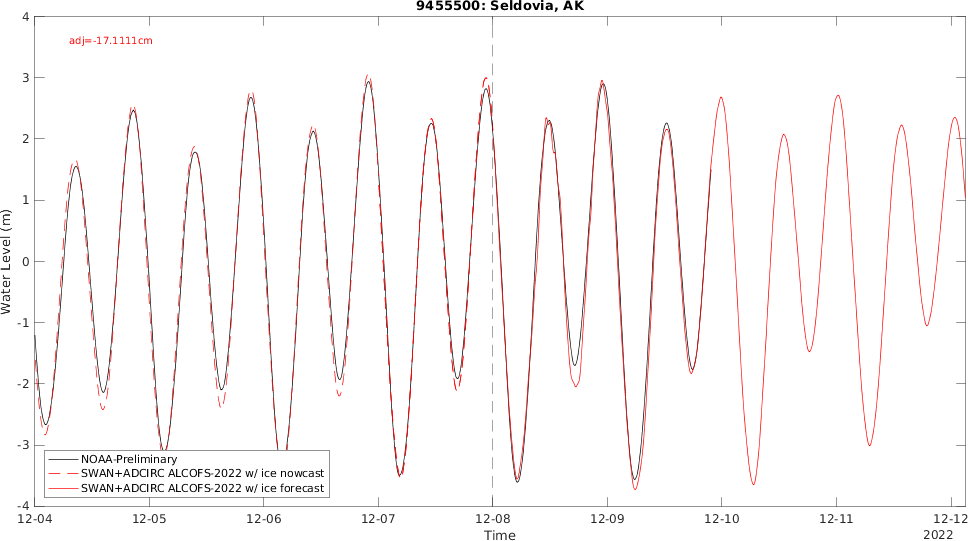 9455500: Seldovia, AK
adj=-17.1111cm
Water Level (m)
4
3
2
1
0
-1
-2
-3
-4
NOAA-Preliminary
SWAN+ADCIRC ALCOFS-2022 w/ ice nowcast
SWAN+ADCIRC ALCOFS-2022 w/ ice forecast
12-04 12-05 12-06 12-07 12-08 12-09 12-10 12-11 12-12
Time
2022